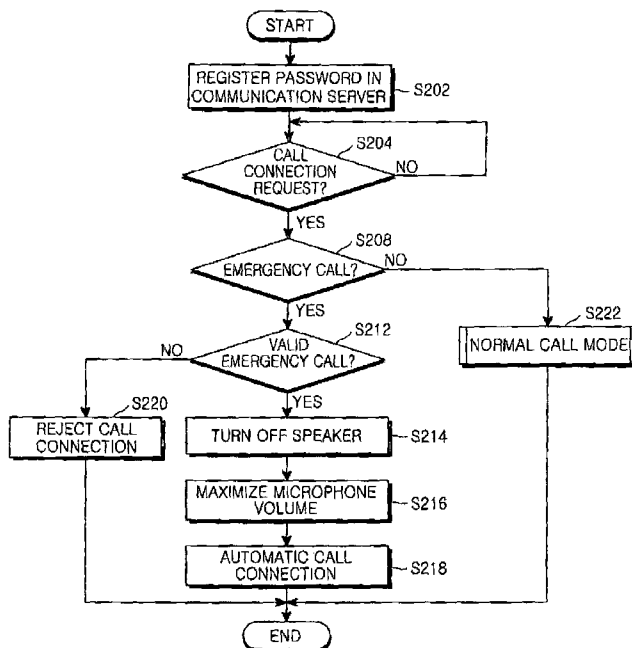 START
REGISTER PASSWORD IN
COMMUNICATION SERVER
S202
S204
CALL
CONNECTION
REQUEST?
NO
YES
S208
EMERGENCY CALL?
NO
YES
S212
VALID
EMERGENCY CALL?
NO
S222
NORMAL CALL MODE
YES
S220
REJECT CALL
CONNECTION
TURN OFF SPEAKER
S214
MAXIMIZE MICROPHONE
VOLUME
S216
AUTOMATIC CALL
CONNECTION
S218
END